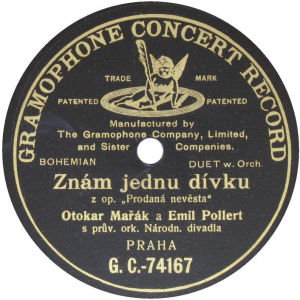 GRAMOPHONE CONCERT RECORD
TRADE MARK
PATENTED PATENTED
Manufactured by
The Gramophone Company, Limited,
and Sister Companies.
BOHEMIAN DUET w. Orch.
Znám jednu dívku
z op. „Prodaná nevěsta“
Otokar Mařák a Emil Pollert
s prův. ork. Národn. divadla
PRAHA
G. C.-74167